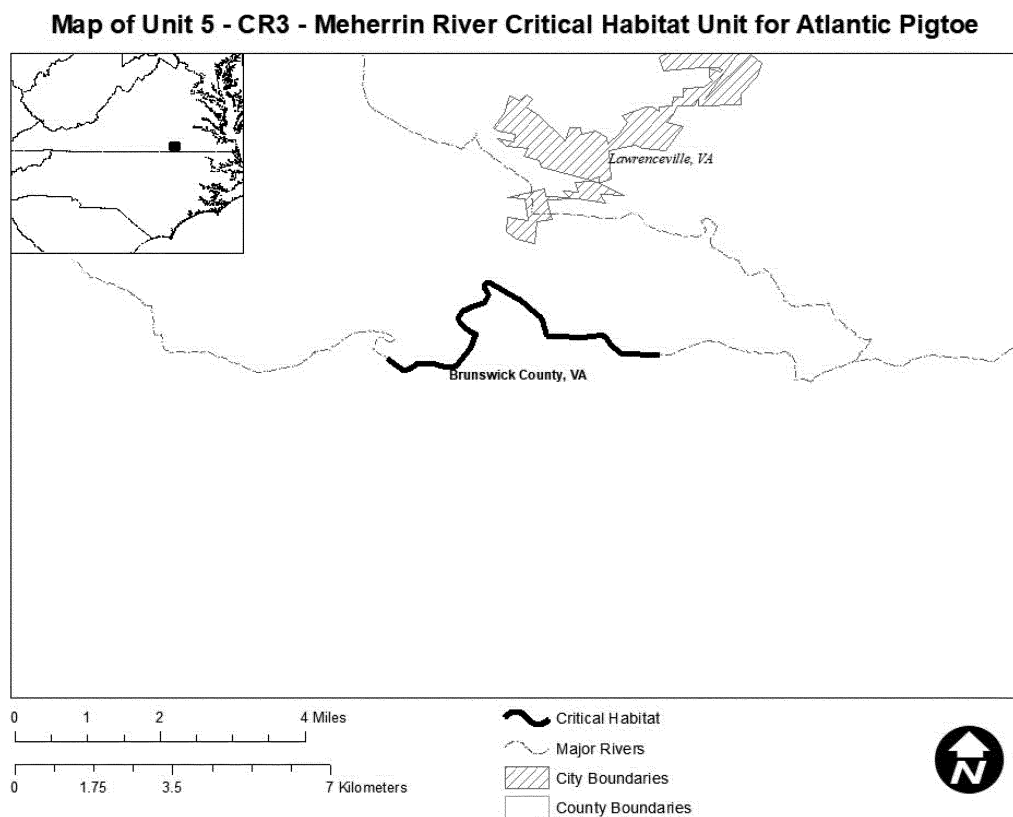 Map of Unit 5 - CR3 - Meherrin River Critical Habitat Unit for Atlantic Pigtoe
Lawrenceville, VA
Brunswick County, VA
0 1 2 4 Miles
0 1.75 3.5 7 Kilometers
Critical Habitat
Major Rivers
City Boundaries
County Boundaries
N